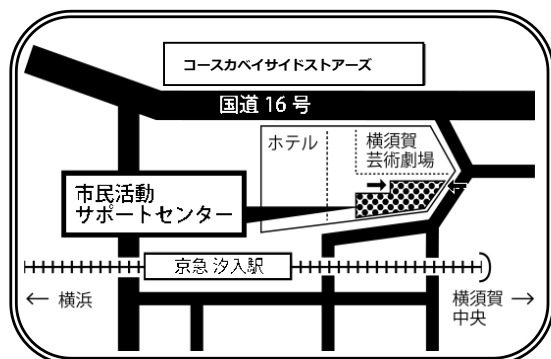 コースカベイサイドストアーズ
国道16号
ホテル
横須賀
芸術劇場
市民活動
サポートセンター
京急 汐入駅
← 横浜
横須賀 →
中央